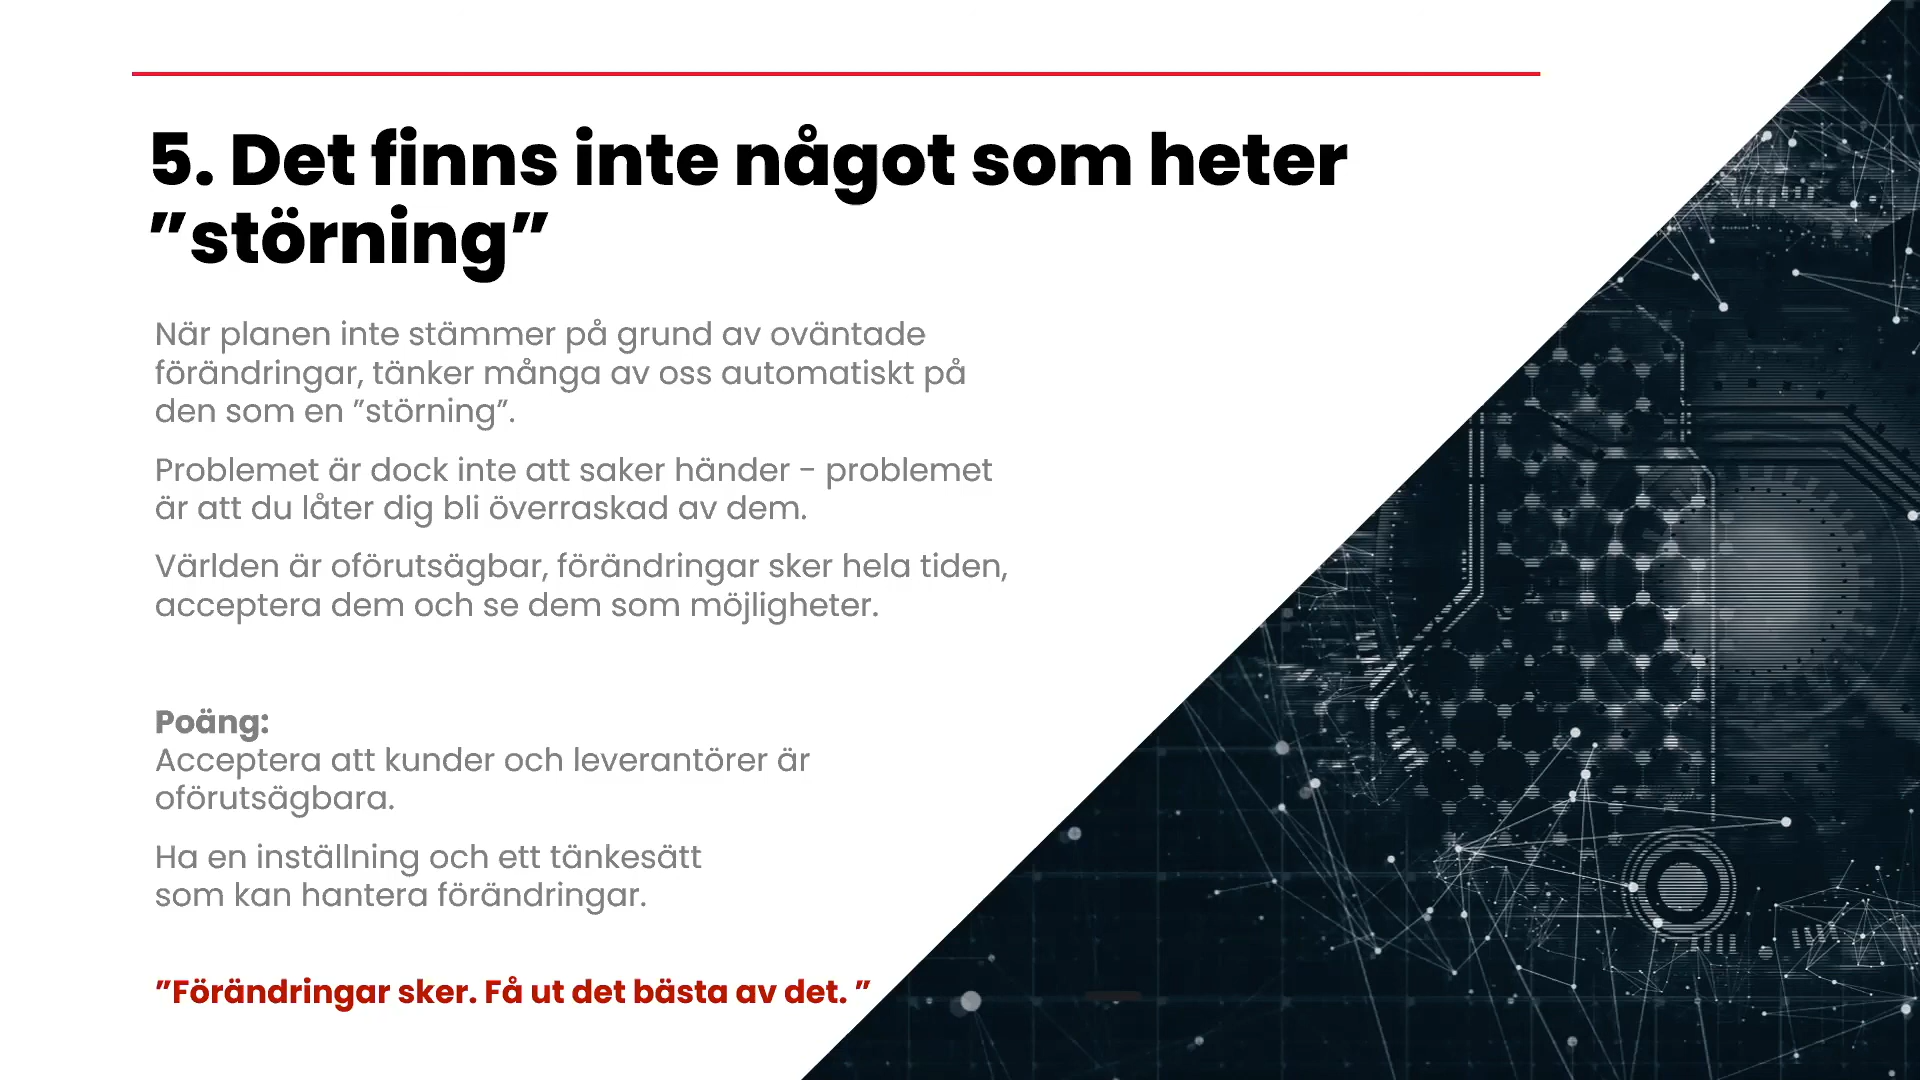 5. Det finns inte något som heter
”störning”
När planen inte stämmer på grund av oväntade
förändringar, tänker många av oss automatiskt på
den som en ”störning”.
Problemet är dock inte att saker händer - problemet
är att du låter dig bli överraskad av dem.
Världen är oförutsägbar, förändringar sker hela tiden,
acceptera dem och se dem som möjligheter.
Poäng:
Acceptera att kunder och leverantörer är
oförutsägbara.
Ha en inställning och ett tänkesätt
som kan hantera förändringar.
”Förändringar sker. Få ut det bästa av det. ”